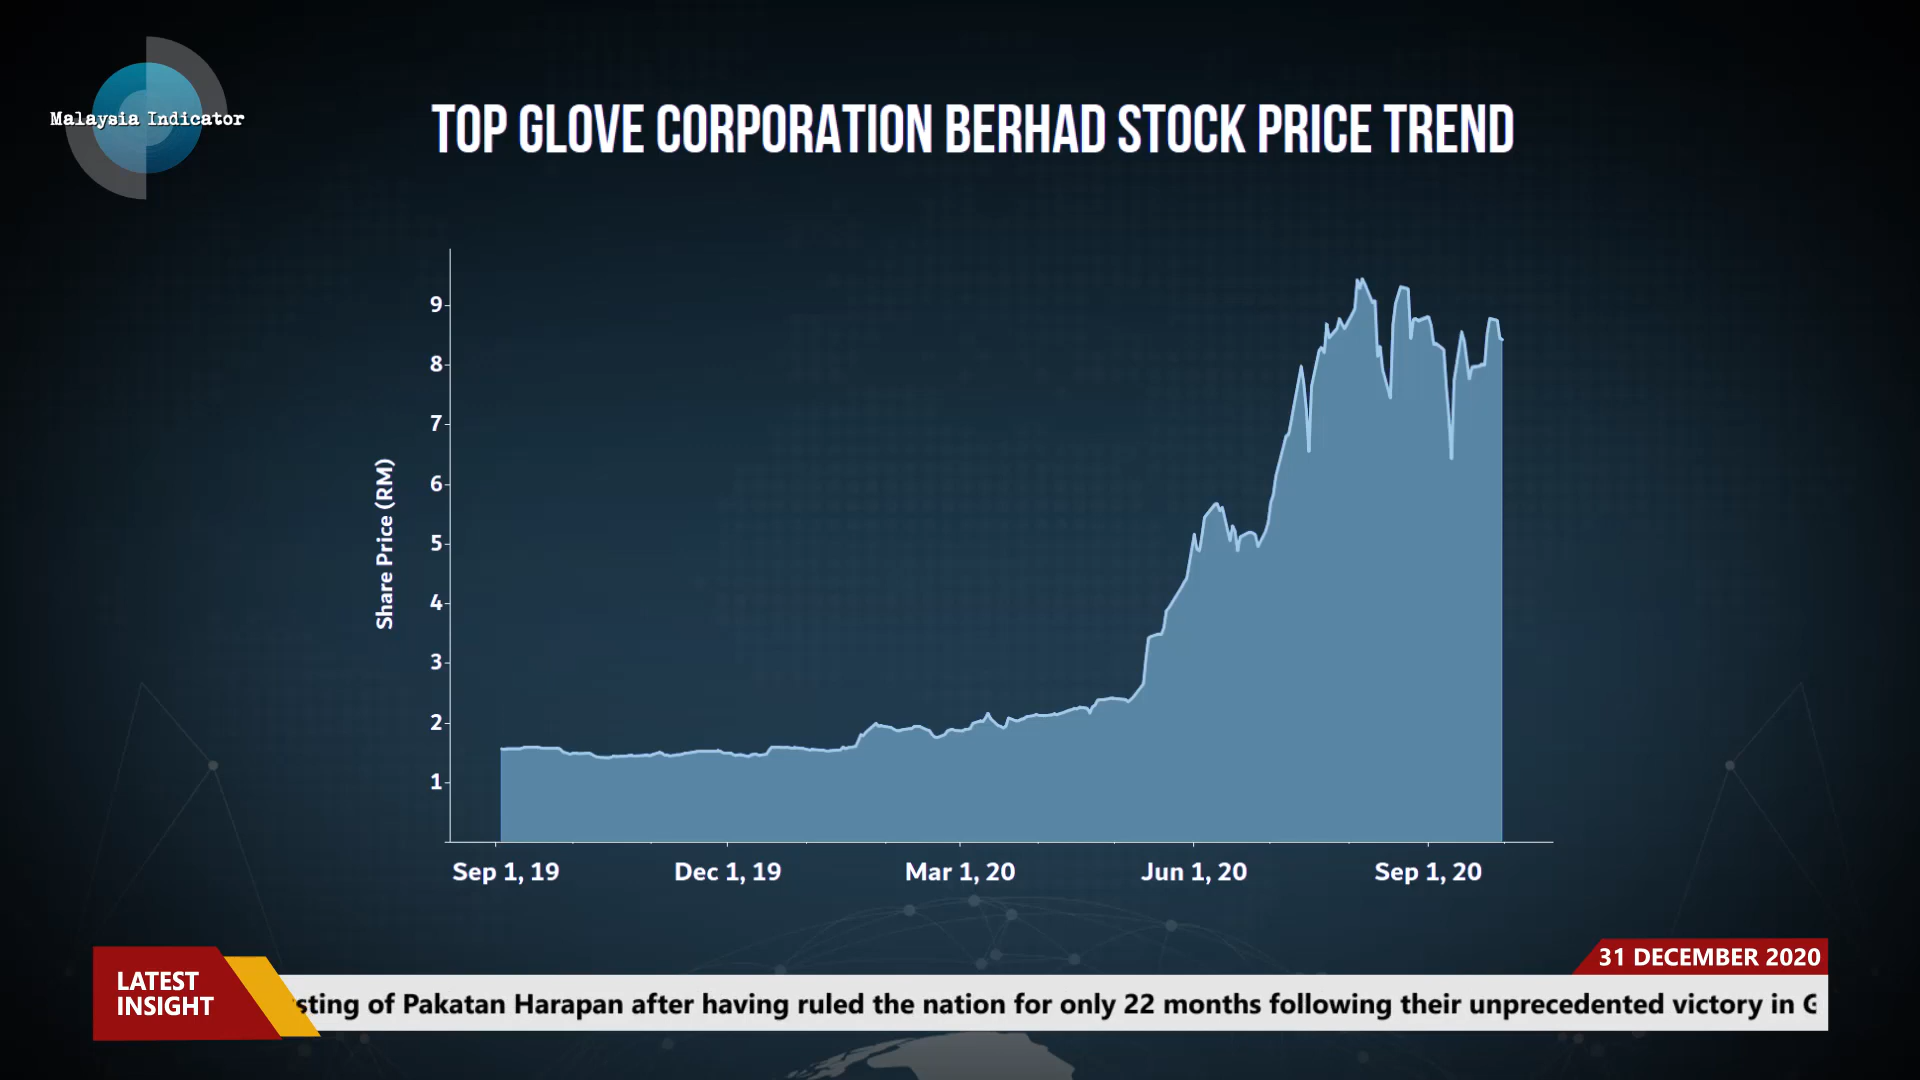 Malaysia Indicator
TOP GLOVE CORPORATION BERHAD STOCK PRICE TREND
Share Price (RM)
9
8
7
6
5
4
3
2
1
Sep 1, 19
Dec 1, 19
Mar 1, 20
Jun 1, 20
Sep 1, 20
31 DECEMBER 2020
LATEST
INSIGHT
of Pakatan Harapan after having ruled the nation for only 22 months following their unprecedented victory in